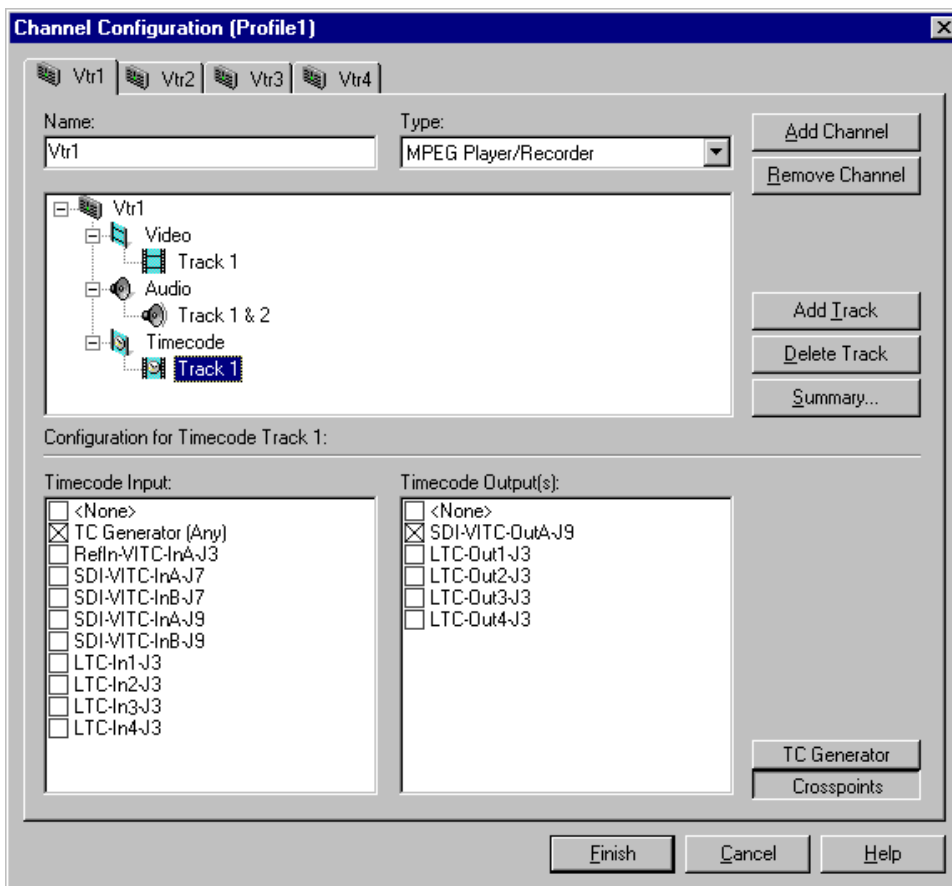 Channel Configuration (Profile1)
Vtr1 Vtr2 Vtr3 Vtr4
Name:
Vtr1
Type:
MPEG Player/Recorder
Add Channel
Remove Channel
Vtr1
Video
Track 1
Audio
Track 1 & 2
Timecode
Track 1
Add Track
Delete Track
Summary...
Configuration for Timecode Track 1:
Timecode Input:
<None>
TC Generator (Any)
RefIn-VITC-InA-J3
SDI-VITC-InA-J7
SDI-VITC-InB-J7
SDI-VITC-InA-J9
SDI-VITC-InB-J9
LTC-In1-J3
LTC-In2-J3
LTC-In3-J3
LTC-In4-J3
Timecode Output(s):
<None>
SDI-VITC-OutA-J9
LTC-Out1-J3
LTC-Out2-J3
LTC-Out3-J3
LTC-Out4-J3
TC Generator
Crosspoints
Finish
Cancel
Help